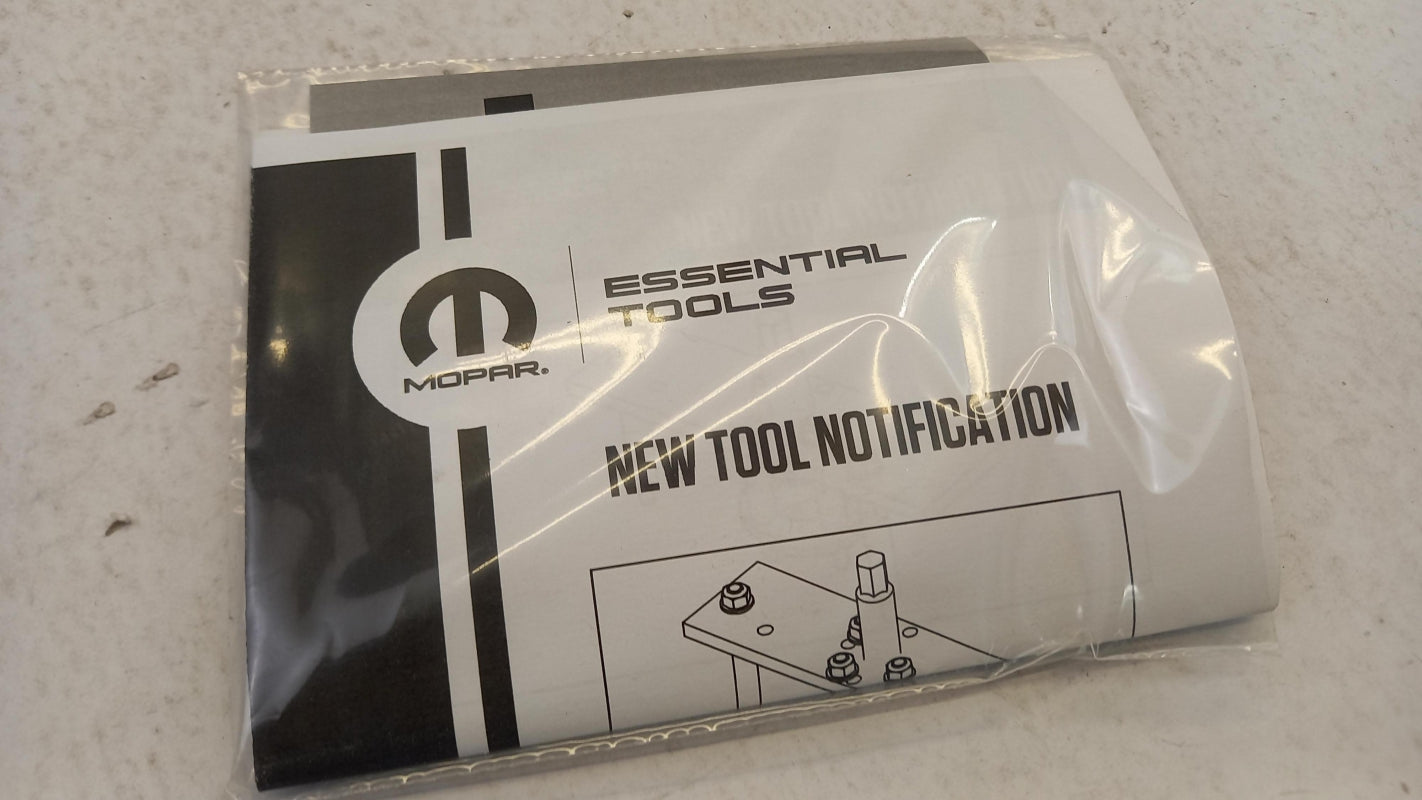 ESSENTIAL
TOOLS
MOPAR®
NEW TOOL NOTIFICATION